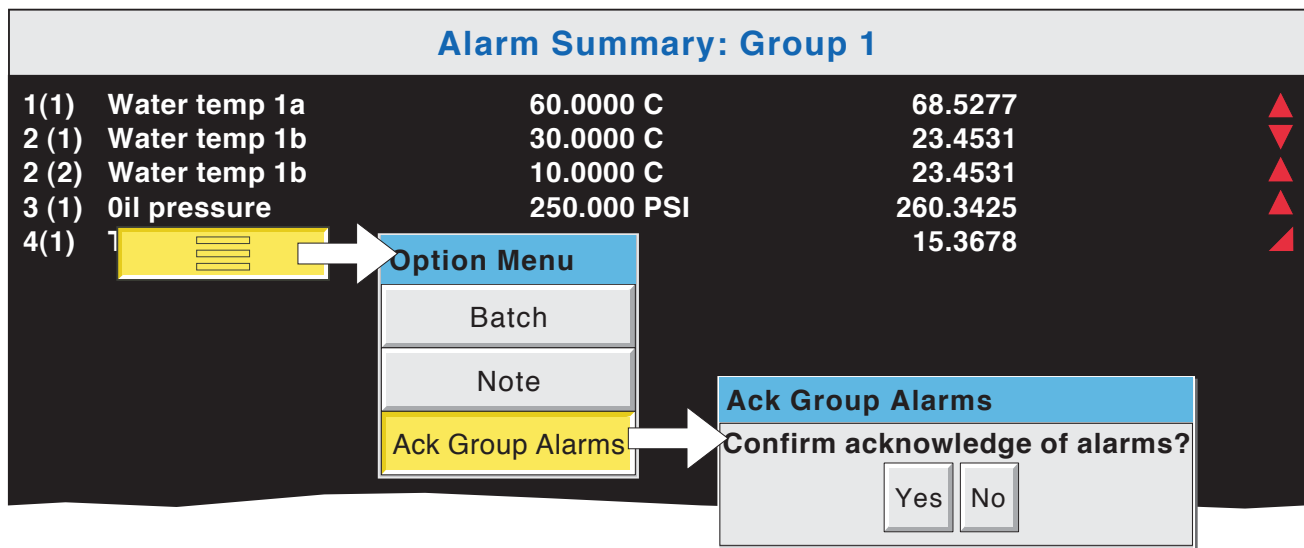 Alarm Summary: Group 1
1(1) Water temp 1a 60.0000 C 68.5277
2 (1) Water temp 1b 30.0000 C 23.4531
2 (2) Water temp 1b 10.0000 C 23.4531
3 (1) 0il pressure 250.000 PSI 260.3425
4(1) 15.3678
Option Menu
Batch
Note
Ack Group Alarms
Ack Group Alarms
Confirm acknowledge of alarms?
Yes No